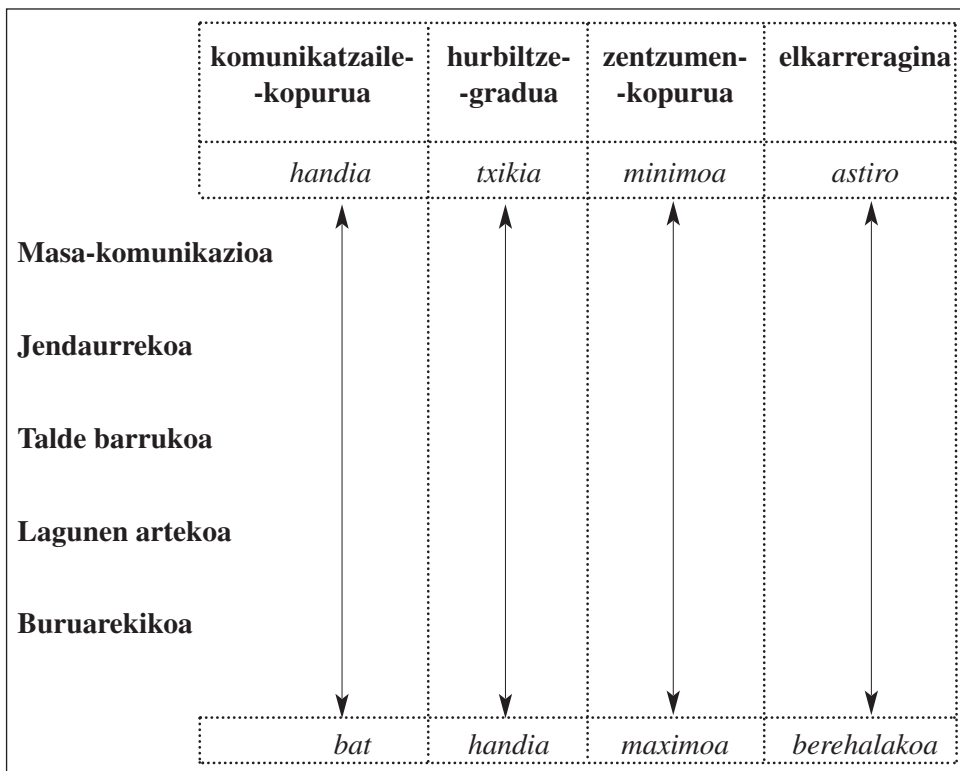 komunikatzaile- hurbiltze- zentzumen- elkarreragina
-kopurua -gradua -kopurua
handia txikia minimoa astiro
Masa-komunikazioa
Jendaurrekoa
Talde barrukoa
Lagunen artekoa
Buruarekikoa
bat handia maximoa berehalakoa